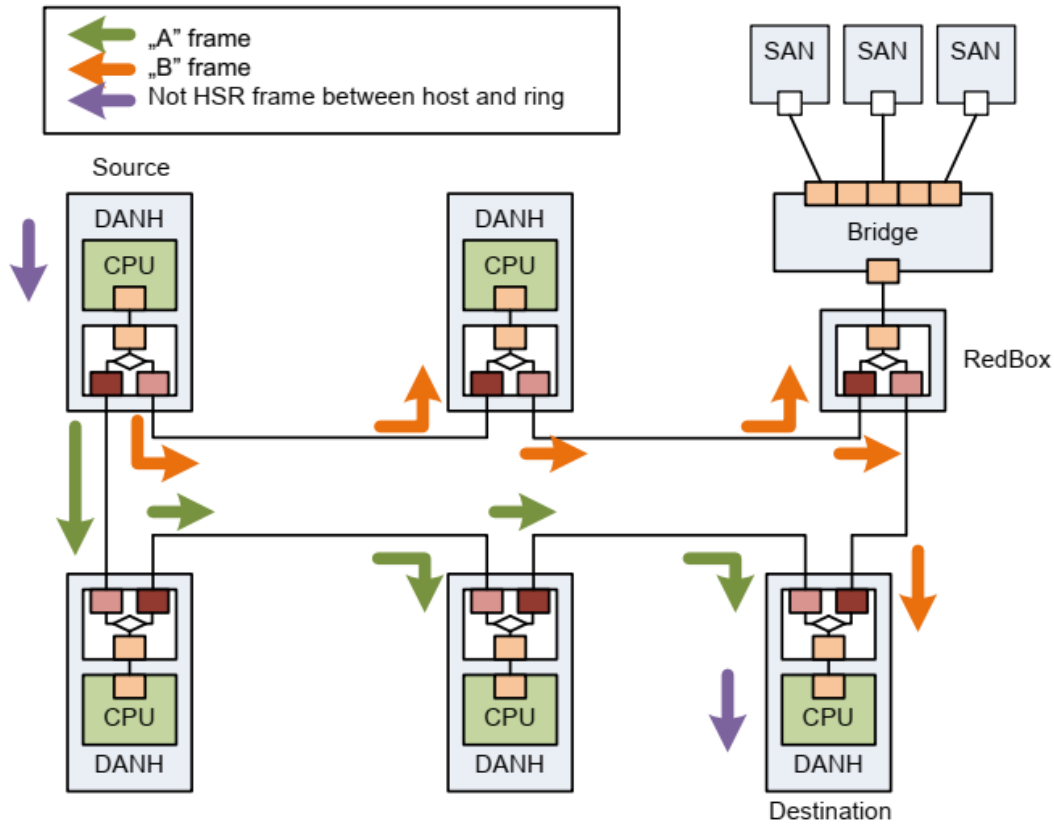 „A” frame
„B” frame
Not HSR frame between host and ring
SAN SAN SAN
Source
DANH
CPU
DANH
CPU
Bridge
RedBox
CPU
DANH
CPU
DANH
CPU
DANH
Destination